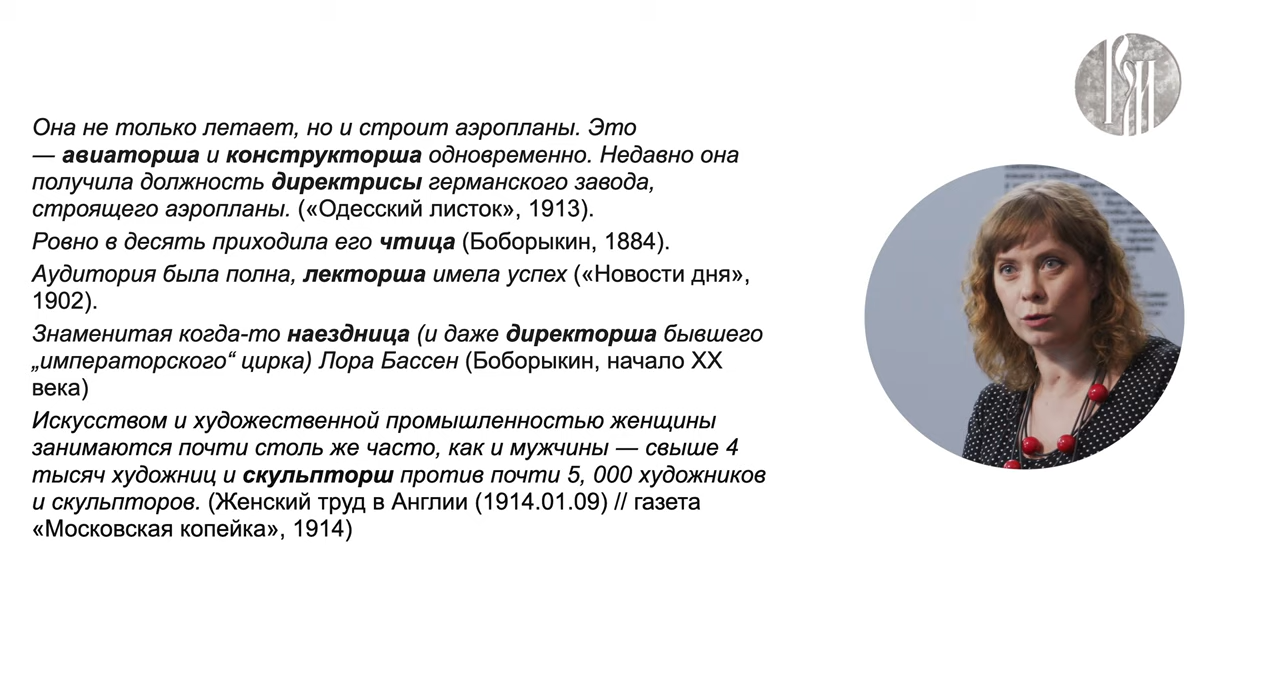 Она не только летает, но и строит аэропланы. Это
— авиаторша и конструкторша одновременно. Недавно она
получила должность директрисы германского завода,
строящего аэропланы. («Одесский листок», 1913).
Ровно в десять приходила его чтица (Боборыкин, 1884).
Аудитория была полна, лекторша имела успех («Новости дня»,
1902).
Знаменитая когда-то наездница (и даже директорша бывшего
„императорского“ цирка) Лора Бассен (Боборыкин, начало XX
века)
Искусством и художественной промышленностью женщины
занимаются почти столь же часто, как и мужчины — свыше 4
тысяч художниц и скульпторш против почти 5, 000 художников
и скульпторов. (Женский труд в Англии (1914.01.09) // газета
«Московская копейка», 1914)